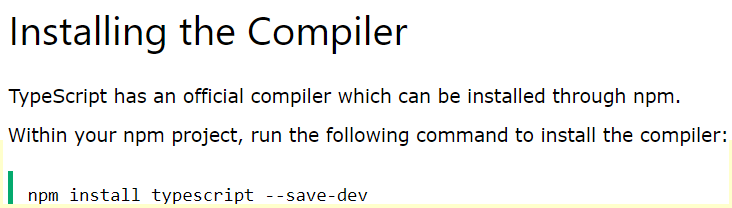 Installing the Compiler
TypeScript has an official compiler which can be installed through npm.
Within your npm project, run the following command to install the compiler:
npm install typescript --save-dev